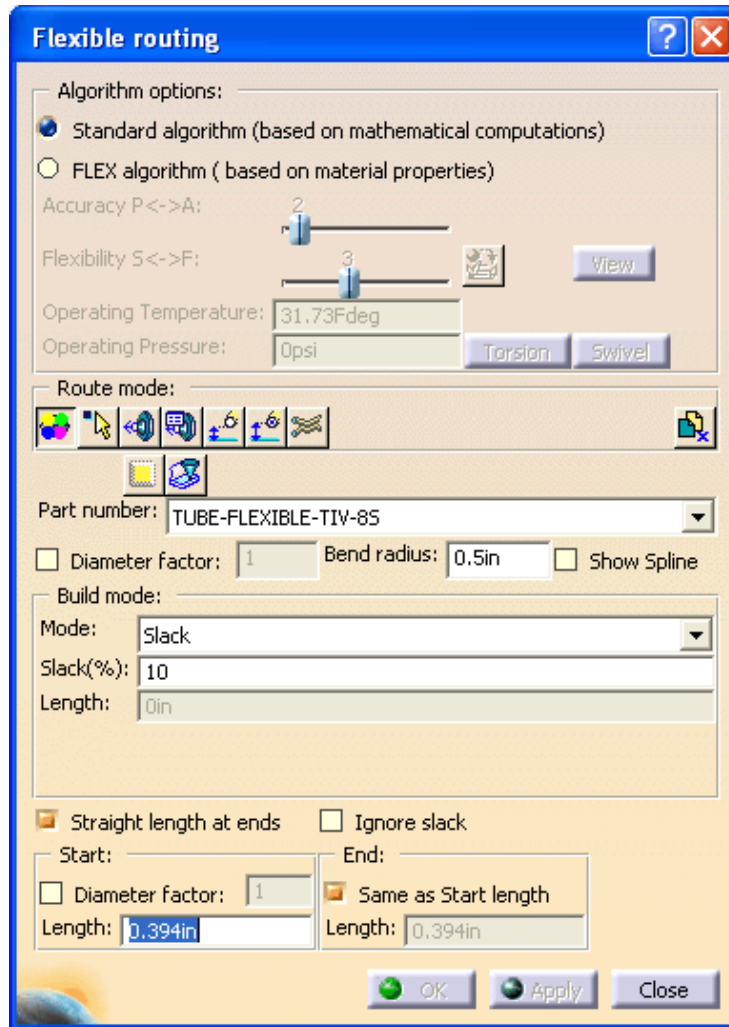 Flexible routing
Algorithm options:
Standard algorithm (based on mathematical computations)
FLEX algorithm ( based on material properties)
Accuracy P<->A: 2
Flexibility S<->F: 3 View
Operating Temperature: 31.73Fdeg
Operating Pressure: 0psi Torsion Swivel
Route mode:
Part number: TUBE-FLEXIBLE-TIV-8S
Diameter factor: 1 Bend radius: 0.5in Show Spline
Build mode:
Mode: Slack
Slack(%): 10
Length: 0in
Straight length at ends Ignore slack
Start: End:
Diameter factor: 1 Same as Start length
Length: 0.394in Length: 0.394in
OK Apply Close